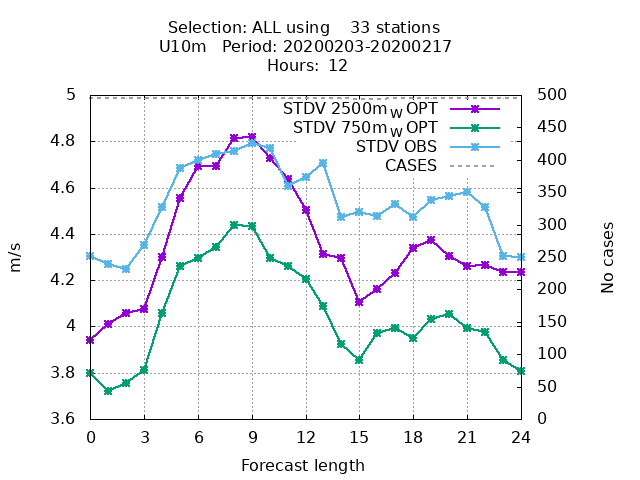 Selection: ALL using    33 stations
U10m   Period: 20200203-20200217
Hours:  12
5
4.8
4.6
4.4
4.2
4
3.8
3.6
m/s
STDV 2500m_W OPT
STDV 750m_W OPT
STDV OBS
CASES
500
450
400
350
300
250
200
150
100
50
0
No cases
0 3 6 9 12 15 18 21 24
Forecast length